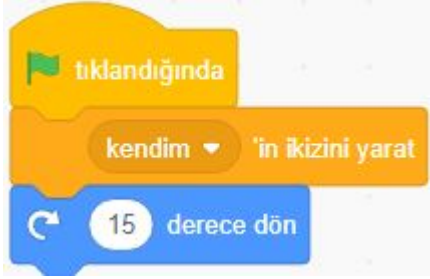 tıklandığında
kendim 'in ikizini yarat
15 derece dön